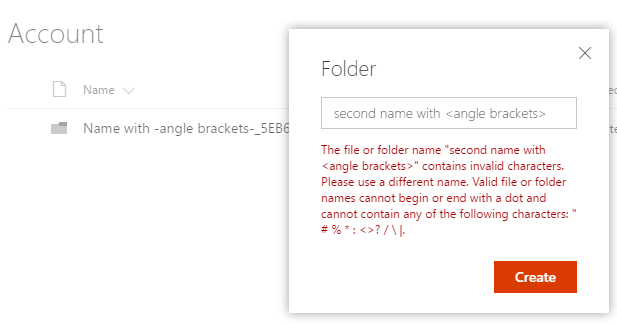 Account
Name
Name with -angle brackets-_5EB6
Folder
second name with <angle brackets>
The file or folder name "second name with
<angle brackets>" contains invalid characters.
Please use a different name. Valid file or folder
names cannot begin or end with a dot and
cannot contain any of the following characters: "
# % * : <>? / \ |.
Create